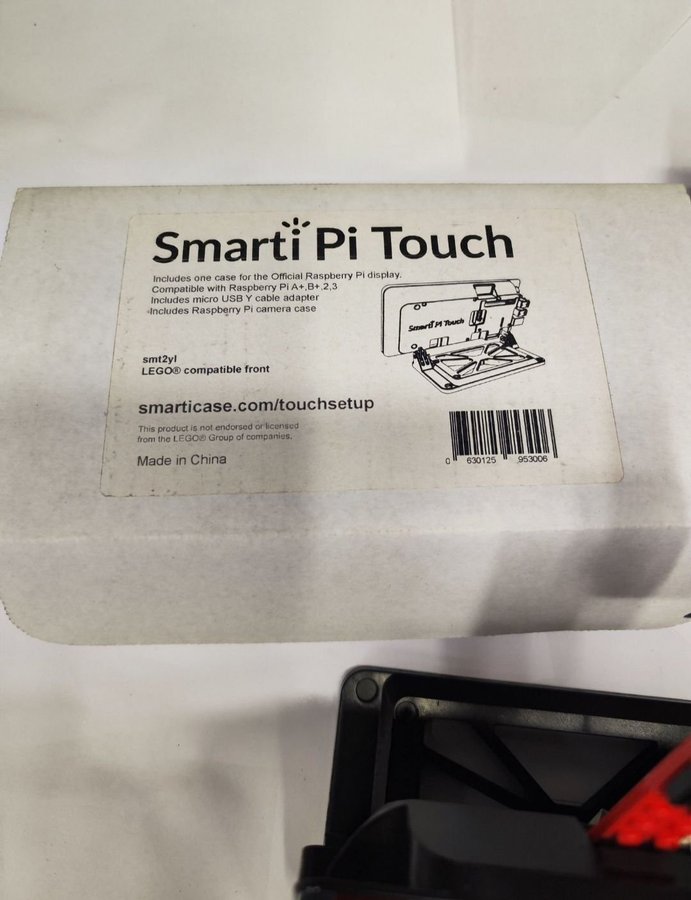 Smarti Pi Touch
Includes one case for the Official Raspberry Pi display.
Compatible with Raspberry Pi A+,B+,2,3
Includes micro USB Y cable adapter
Includes Raspberry Pi camera case
Smarti Pi Touch
smt2yl
LEGO® compatible front
smarticase.com/touchsetup
This product is not endorsed or licensed
from the LEGO® Group of companies.
Made in China
0 630125 953006